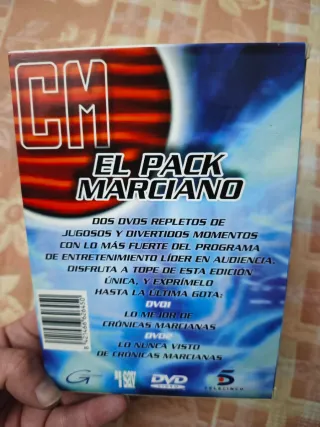 CM
EL PACK
MARCIANO
DOS DVDS REPLETOS DE
JUGOSOS Y DIVERTIDOS MOMENTOS
CON LO MÁS FUERTE DEL PROGRAMA
DE ENTRETENIMIENTO LÍDER EN AUDIENCIA.
DISFRUTA A TOPE DE ESTA EDICIÓN
ÚNICA, Y EXPRÍMELO
HASTA LA ÚLTIMA GOTA:
DVD1
LO MEJOR DE
CRÓNICAS MARCIANAS
DVD2
LO NUNCA VISTO
DE CRÓNICAS MARCIANAS
DVD
VIDEO
5
TELECINCO